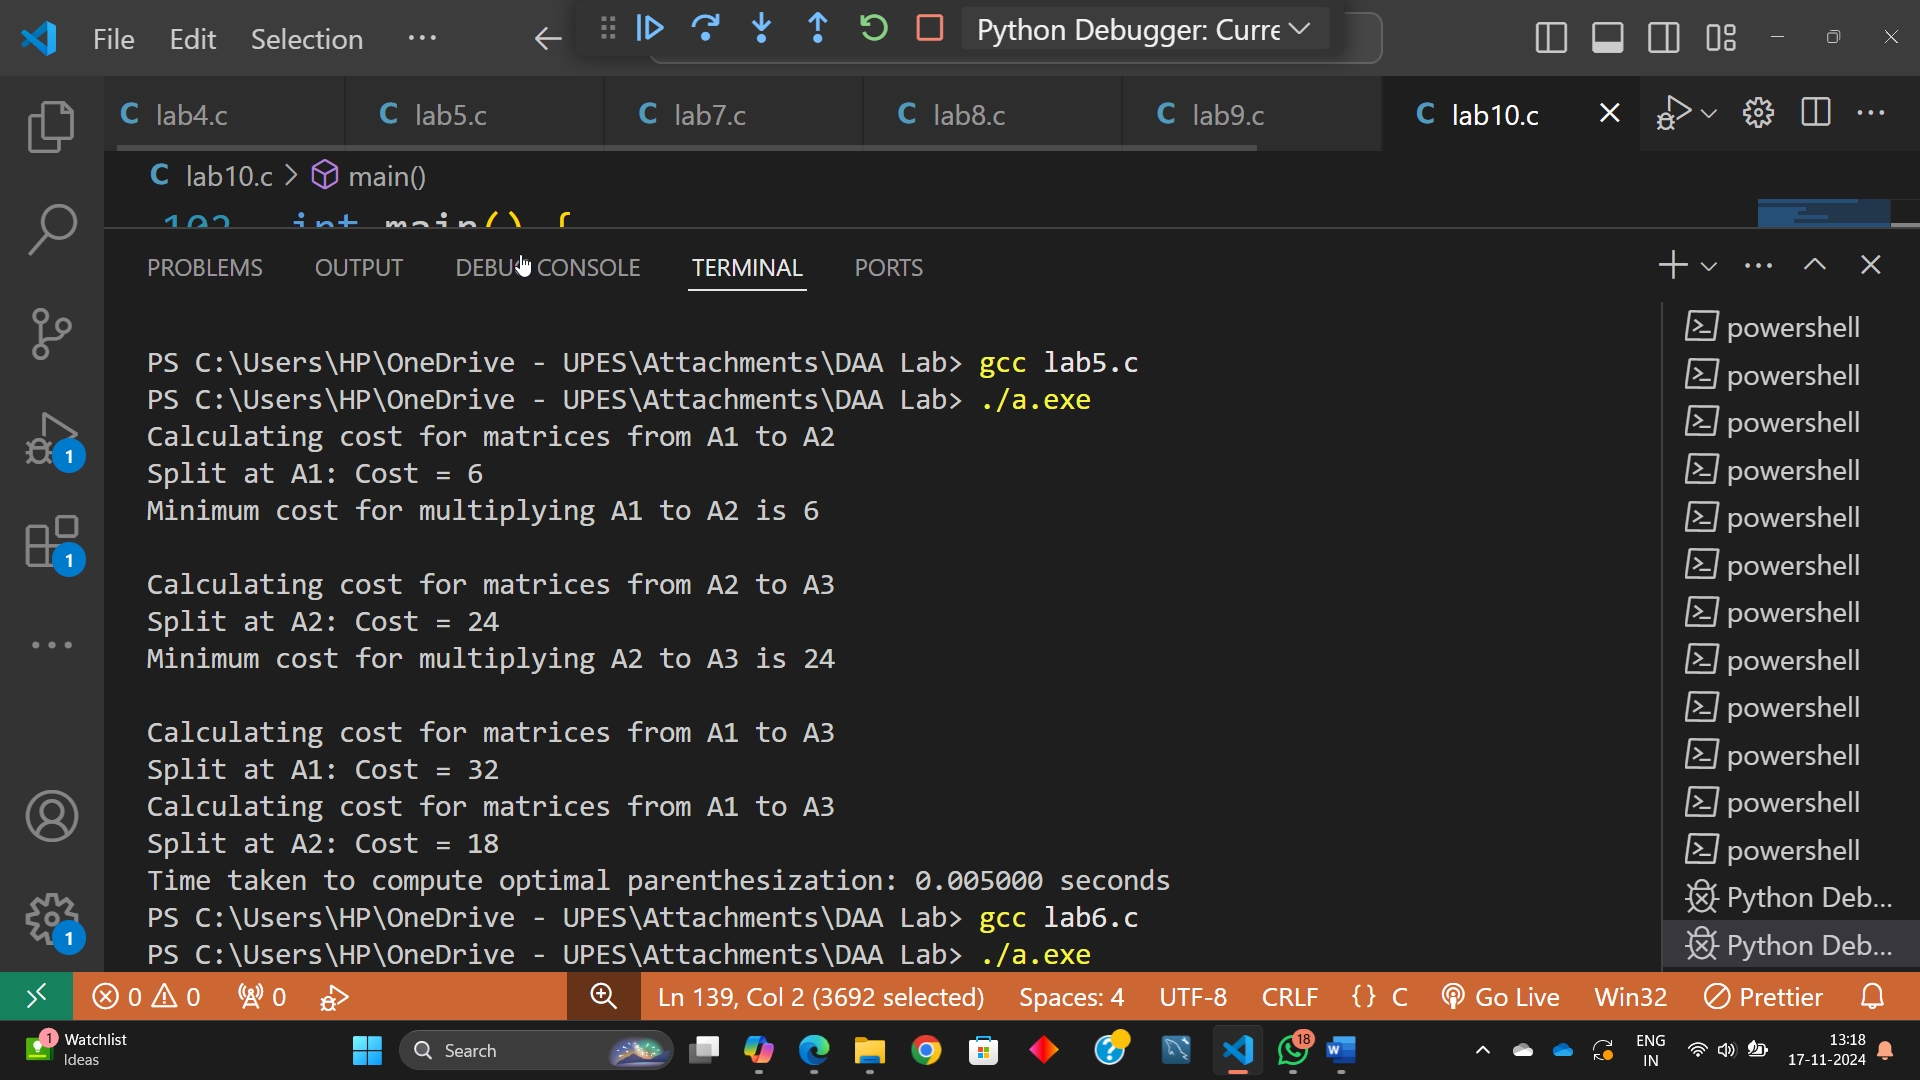 File Edit Selection ··· Python Debugger: Curre
C lab4.c C lab5.c C lab7.c C lab8.c C lab9.c C lab10.c
C lab10.c > main()
102 int main() {
PROBLEMS OUTPUT DEBUG CONSOLE TERMINAL PORTS
PS C:\Users\HP\OneDrive - UPES\Attachments\DAA Lab> gcc lab5.c
PS C:\Users\HP\OneDrive - UPES\Attachments\DAA Lab> ./a.exe
Calculating cost for matrices from A1 to A2
Split at A1: Cost = 6
Minimum cost for multiplying A1 to A2 is 6
Calculating cost for matrices from A2 to A3
Split at A2: Cost = 24
Minimum cost for multiplying A2 to A3 is 24
Calculating cost for matrices from A1 to A3
Split at A1: Cost = 32
Calculating cost for matrices from A1 to A3
Split at A2: Cost = 18
Time taken to compute optimal parenthesization: 0.005000 seconds
PS C:\Users\HP\OneDrive - UPES\Attachments\DAA Lab> gcc lab6.c
PS C:\Users\HP\OneDrive - UPES\Attachments\DAA Lab> ./a.exe
powershell
powershell
powershell
powershell
powershell
powershell
powershell
powershell
powershell
powershell
powershell
powershell
Python Deb...
Python Deb...
1
1
1
0 0 0 Ln 139, Col 2 (3692 selected) Spaces: 4 UTF-8 CRLF {} C Go Live Win32 Prettier
1 Watchlist
Ideas
Search
18
ENG
IN
13:18
17-11-2024